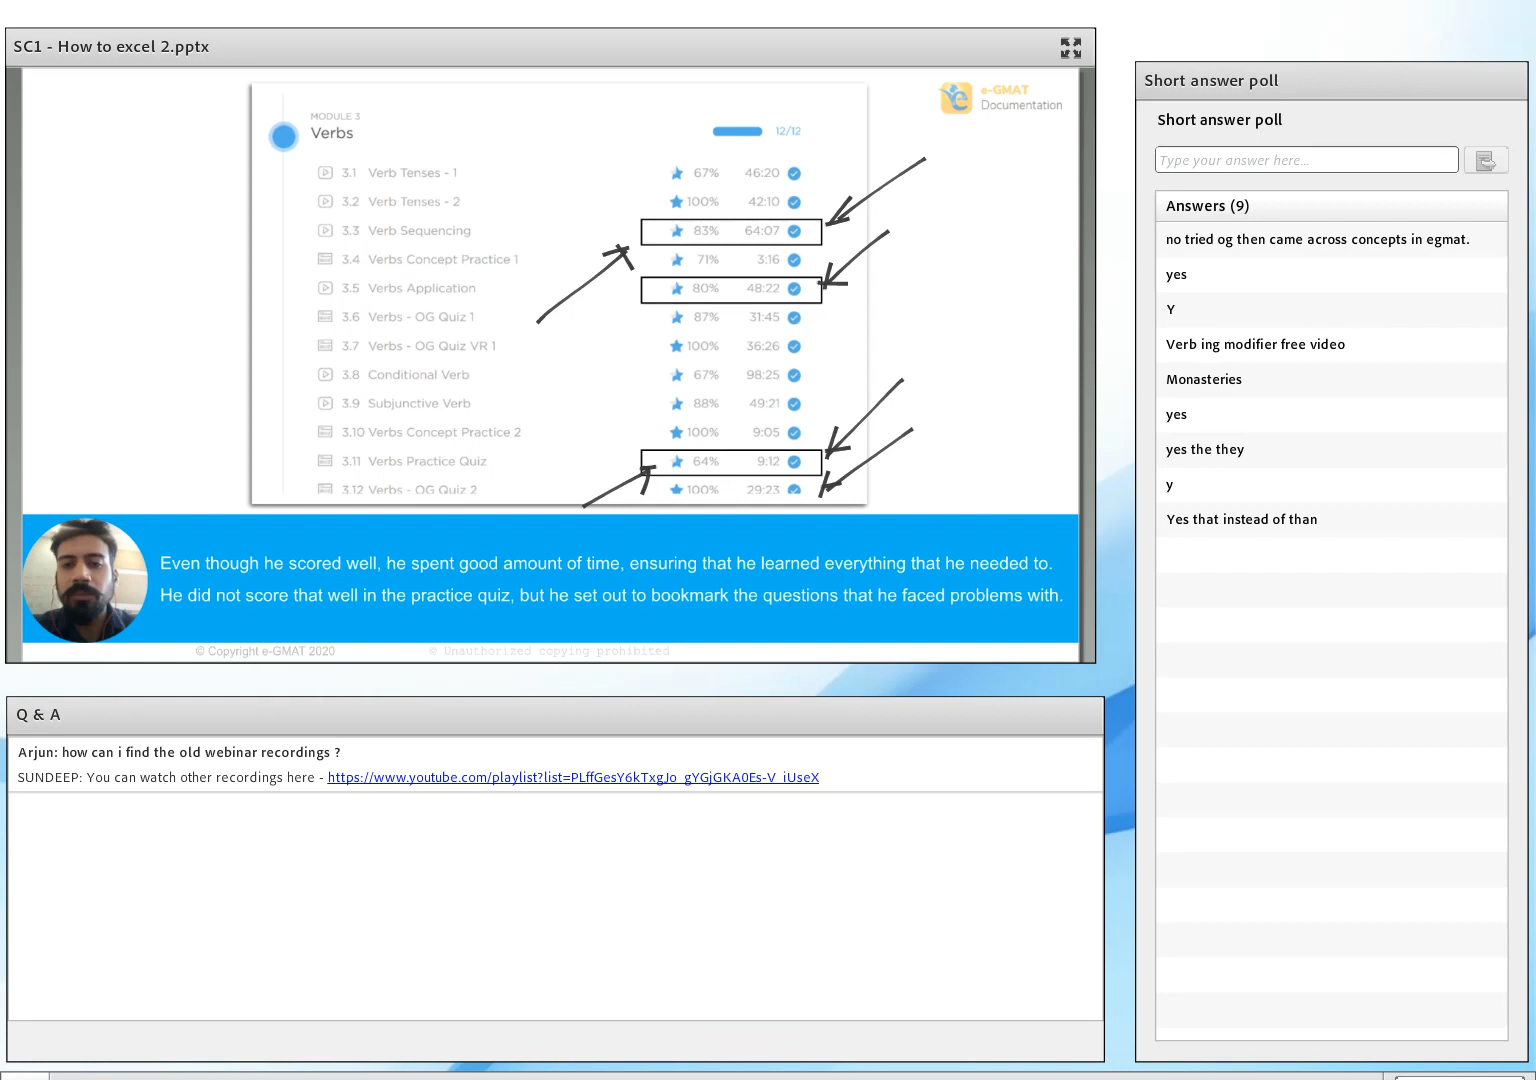 SC1 - How to excel 2.pptx
e-GMAT
Documentation
MODULE 3
Verbs
12/12
3.1 Verb Tenses - 1 67% 46:20
3.2 Verb Tenses - 2 100% 42:10
3.3 Verb Sequencing 83% 64:07
3.4 Verbs Concept Practice 1 71% 3:16
3.5 Verbs Application 80% 48:22
3.6 Verbs - OG Quiz 1 87% 31:45
3.7 Verbs - OG Quiz VR 1 100% 36:26
3.8 Conditional Verb 67% 98:25
3.9 Subjunctive Verb 88% 49:21
3.10 Verbs Concept Practice 2 100% 9:05
3.11 Verbs Practice Quiz 64% 9:12
3.12 Verbs - OG Quiz 2 100% 29:23
Even though he scored well, he spent good amount of time, ensuring that he learned everything that he needed to.
He did not score that well in the practice quiz, but he set out to bookmark the questions that he faced problems with.
© Copyright e-GMAT 2020
© Unauthorized copying prohibited
Q & A
Arjun: how can i find the old webinar recordings ?
SUNDEEP: You can watch other recordings here - https://www.youtube.com/playlist?list=PLffGesY6kTxgJo_gYGjGKA0Es-V_iUseX
Short answer poll
Short answer poll
Type your answer here...
Answers (9)
no tried og then came across concepts in egmat.
yes
Y
Verb ing modifier free video
Monasteries
yes
yes the they
y
Yes that instead of than